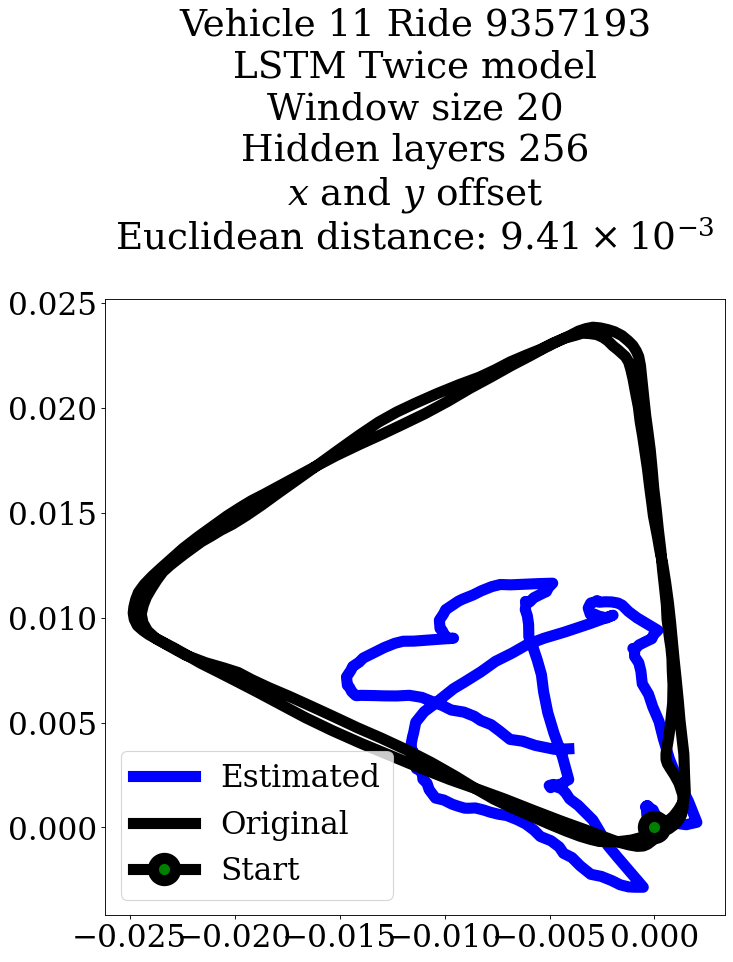 Vehicle 11 Ride 9357193
LSTM Twice model
Window size 20
Hidden layers 256
x and y offset
Euclidean distance: 9.41 × 10⁻³
0.025
0.020
0.015
0.010
0.005
0.000
Estimated
Original
Start
−0.025 −0.020 −0.015 −0.010 −0.005 0.000